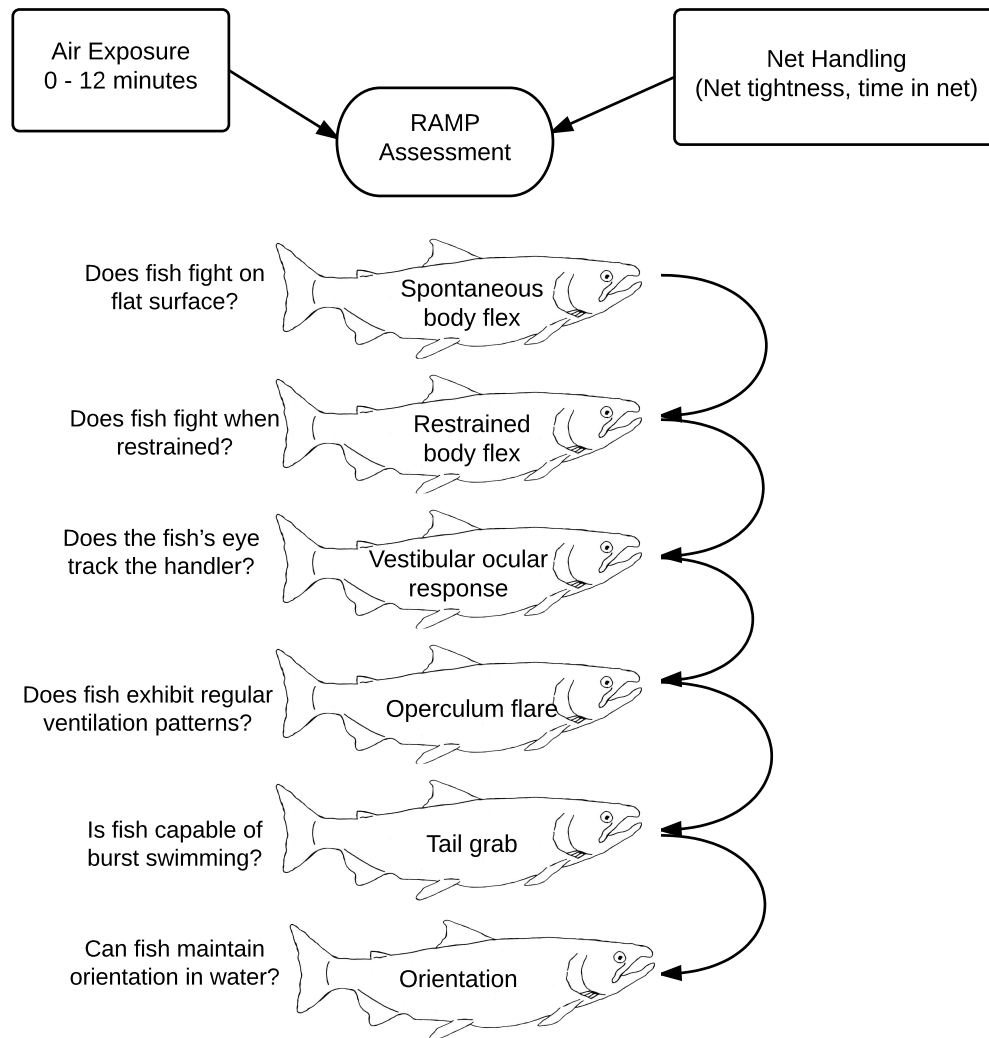 Air Exposure
0 - 12 minutes
Net Handling
(Net tightness, time in net)
RAMP
Assessment
Does fish fight on
flat surface?
Spontaneous
body flex
Does fish fight when
restrained?
Restrained
body flex
Does the fish’s eye
track the handler?
Vestibular ocular
response
Does fish exhibit regular
ventilation patterns?
Operculum flare
Is fish capable of
burst swimming?
Tail grab
Can fish maintain
orientation in water?
Orientation